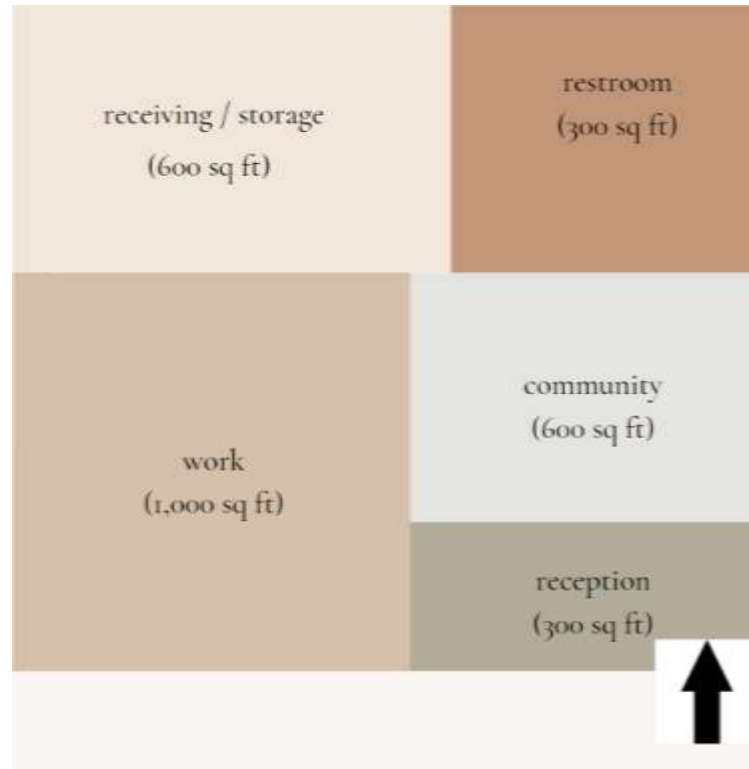 receiving / storage
(600 sq ft)
restroom
(300 sq ft)
work
(1,000 sq ft)
community
(600 sq ft)
reception
(300 sq ft)